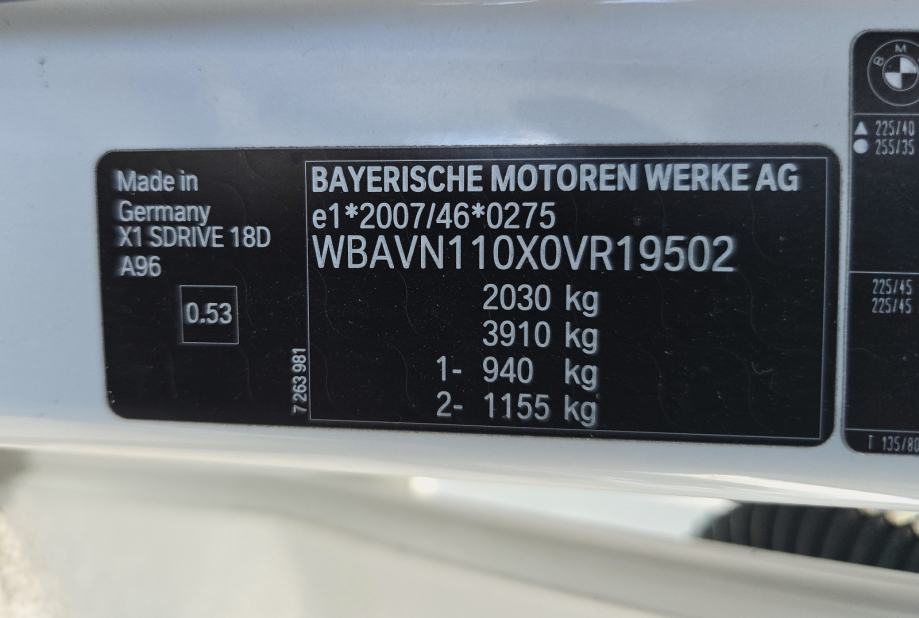 Made in
Germany
X1 SDRIVE 18D
A96
0.53
7 263 981
BAYERISCHE MOTOREN WERKE AG
e1*2007/46*0275
WBAVN110X0VR19502
2030 kg
3910 kg
1- 940 kg
2- 1155 kg
BMW
▲ 225/40
● 255/35
225/45
225/45
T 135/80